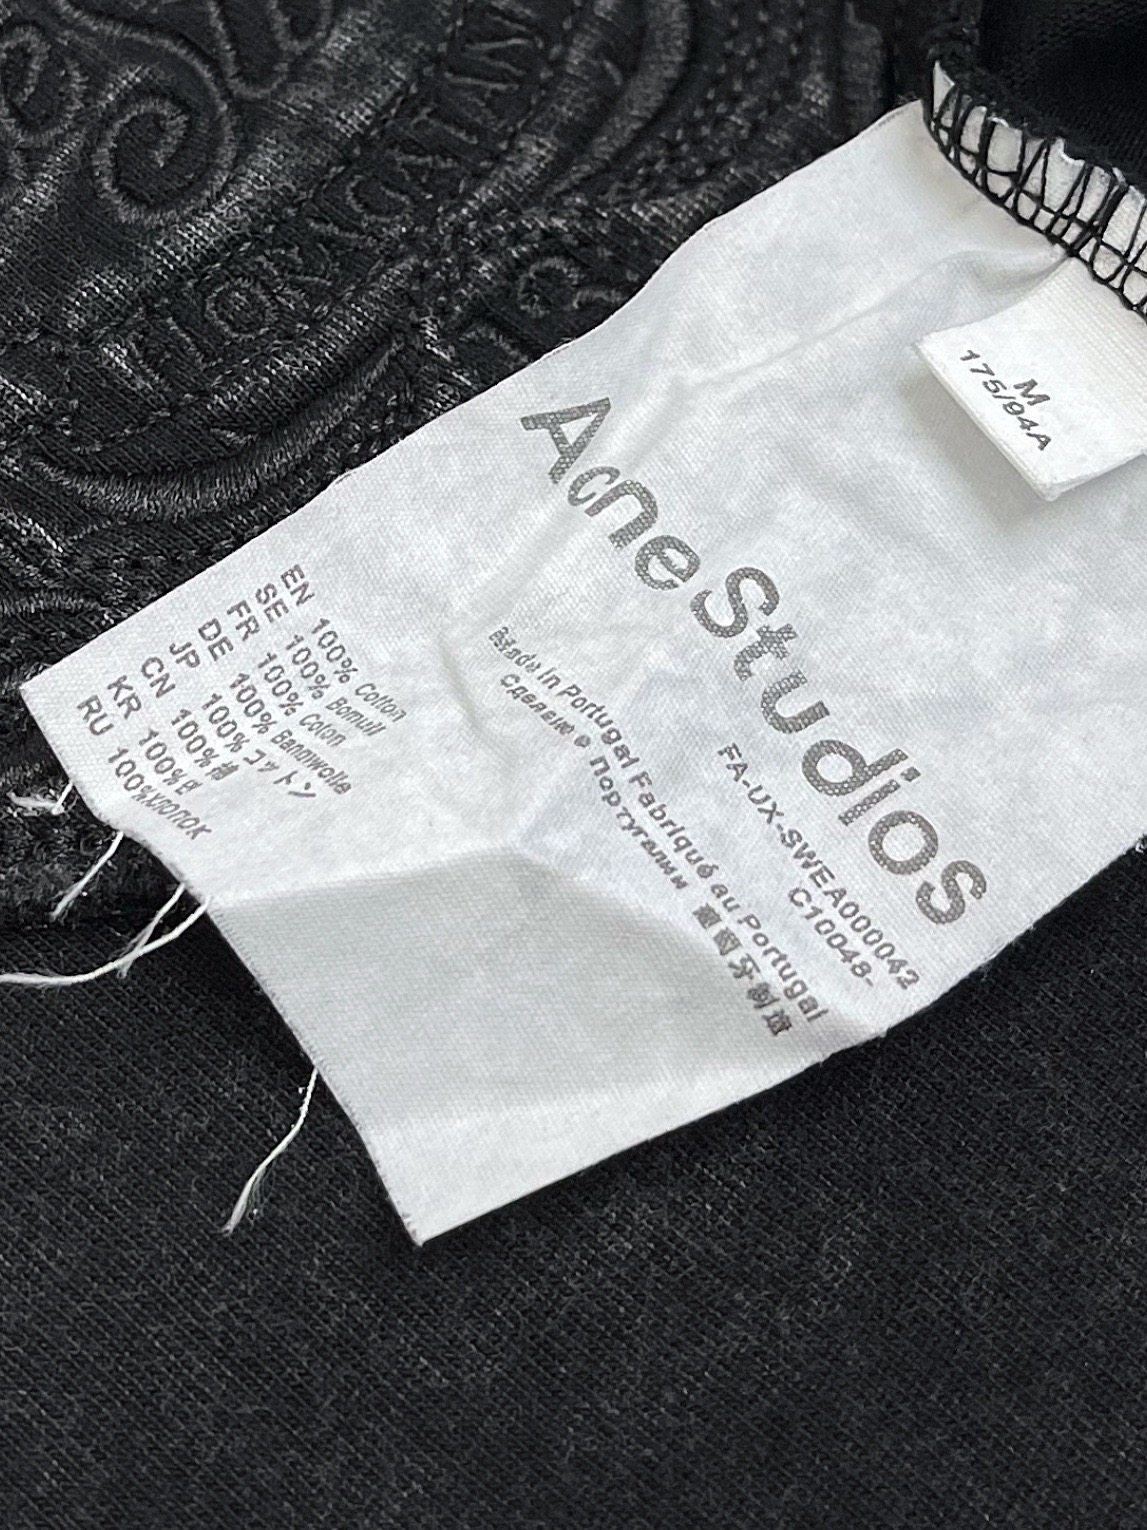 M
175/94A
Acne Studios
FA-UX-SWEA000042
C10048-
Made in Portugal Fabriqué au Portugal
Сделано в Португалии 葡萄牙制造
EN 100% Cotton
SE 100% Bomull
FR 100% Coton
DE 100% Baumwolle
JP 100% コットン
CN 100% 棉
KR 100% 면
RU 100% хлопок